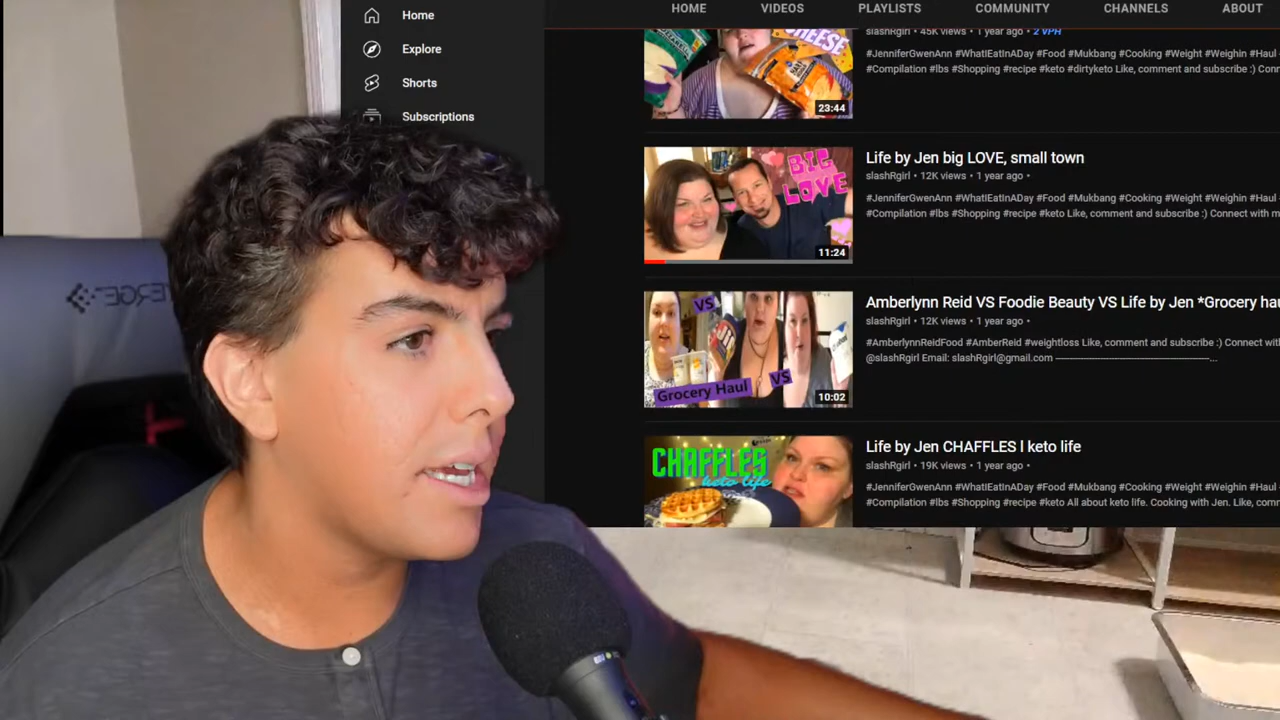 HOME VIDEOS PLAYLISTS COMMUNITY CHANNELS ABOUT
Home
Explore
Shorts
Subscriptions
slashRgirl • 45K views • 1 year ago • 2 VPH
#JenniferGwenAnn #WhatIEatInADay #Food #Mukbang #Cooking #Weight #Weighin #Haul
#Compilation #lbs #Shopping #recipe #keto #dirtyketo Like, comment and subscribe :)
CHEESE
23:44
Life by Jen big LOVE, small town
slashRgirl • 12K views • 1 year ago •
#JenniferGwenAnn #WhatIEatInADay #Food #Mukbang #Cooking #Weight #Weighin #Haul
#Compilation #lbs #Shopping #recipe #keto Like, comment and subscribe :) Connect with
BIG
LOVE
11:24
Amberlynn Reid VS Foodie Beauty VS Life by Jen *Grocery
slashRgirl • 12K views • 1 year ago •
#AmberlynnReidFood #AmberReid #weightloss Like, comment and subscribe :) Connect
@slashRgirl Email: slashRgirl@gmail.com ---------------------------------------------...
VS
Grocery Haul VS
10:02
Life by Jen CHAFFLES l keto life
slashRgirl • 19K views • 1 year ago •
#JenniferGwenAnn #WhatIEatInADay #Food #Mukbang #Cooking #Weight #Weighin #Haul
#Compilation #lbs #Shopping #recipe #keto All about keto life. Cooking with Jen. Like,
CHAFFLES
keto life